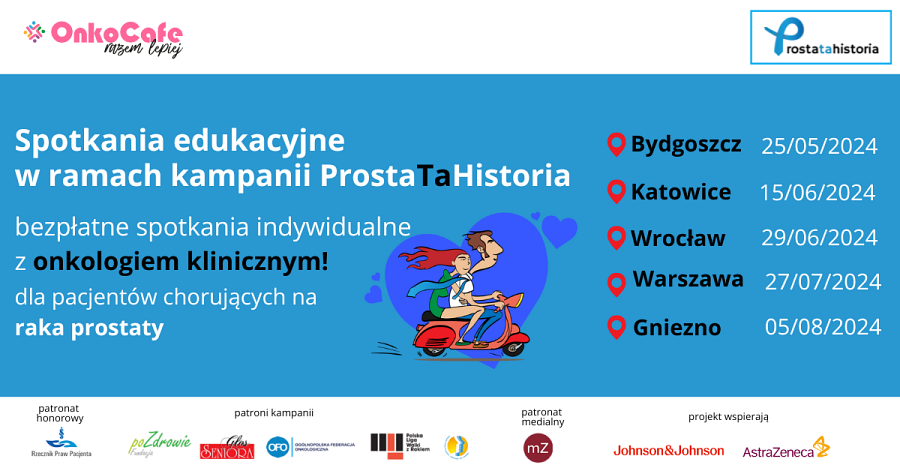 OnkoCafe
razem lepiej
Prostatahistoria
Spotkania edukacyjne
w ramach kampanii ProstaTaHistoria
bezpłatne spotkania indywidualne
z onkologiem klinicznym!
dla pacjentów chorujących na
raka prostaty
Bydgoszcz 25/05/2024
Katowice 15/06/2024
Wrocław 29/06/2024
Warszawa 27/07/2024
Gniezno 05/08/2024
patronat
honorowy
Rzecznik Praw Pacjenta
patroni kampanii
poZdrowie
fundacja
Głos
SENIORA
OFO
OGÓLNOPOLSKA FEDERACJA
ONKOLOGICZNA
Polska
Liga
Walki
z Rakiem
patronat
medialny
mZ
projekt wspierają
Johnson&Johnson
AstraZeneca